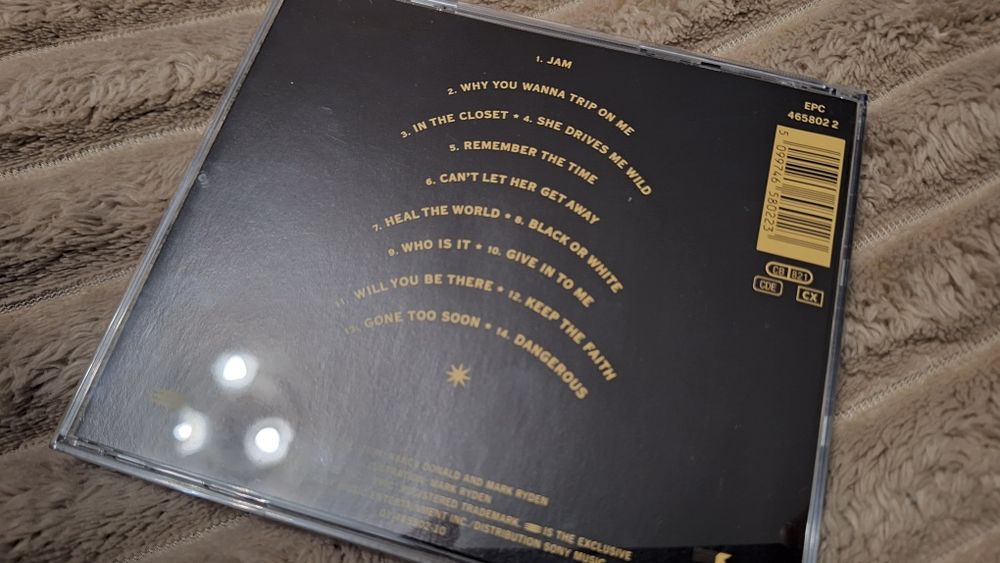 1. JAM
2. WHY YOU WANNA TRIP ON ME
3. IN THE CLOSET * 4. SHE DRIVES ME WILD
5. REMEMBER THE TIME
6. CAN'T LET HER GET AWAY
7. HEAL THE WORLD * 8. BLACK OR WHITE
9. WHO IS IT * 10. GIVE IN TO ME
11. WILL YOU BE THERE * 12. KEEP THE FAITH
13. GONE TOO SOON * 14. DANGEROUS
EPC
465802 2
5 099746 580223
CB 821
CDE CX
DONALD AND MARK RYDEN
MARK RYDEN
REGISTERED TRADEMARK. IS THE EXCLUSIVE
ENTERTAINMENT INC./DISTRIBUTION SONY MUSIC